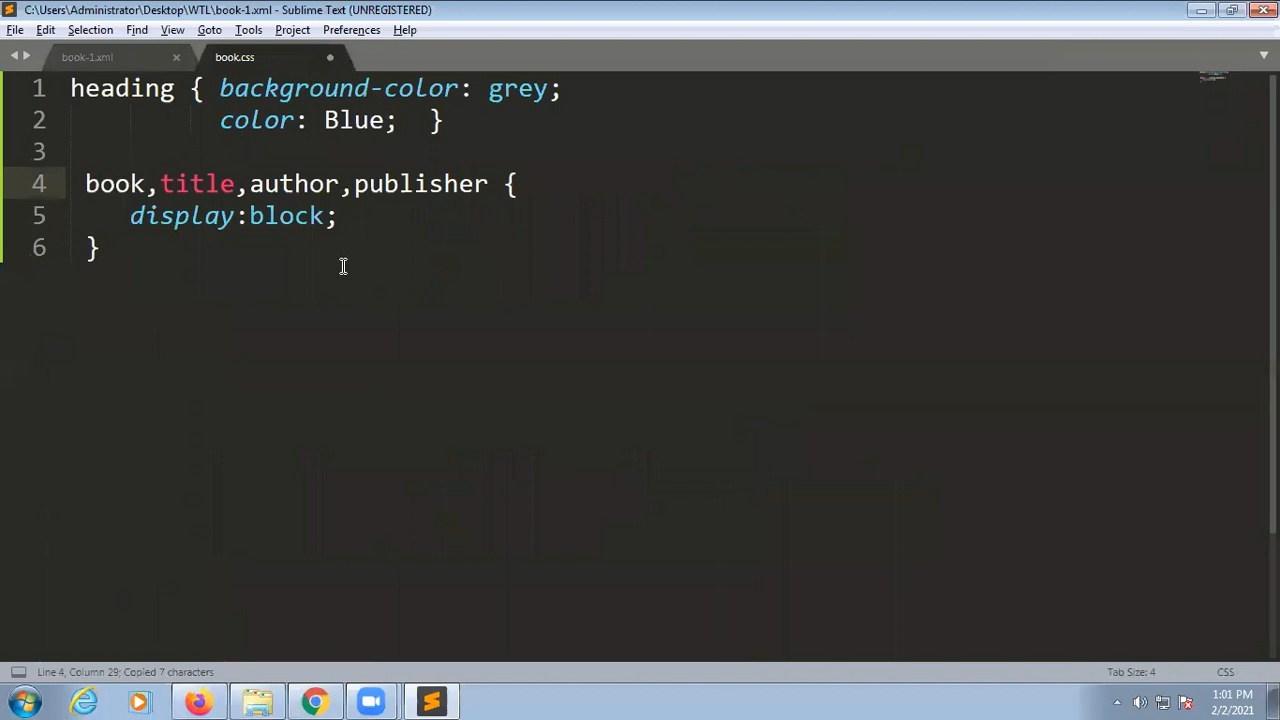 C:\Users\Administrator\Desktop\WTL\book-1.xml - Sublime Text (UNREGISTERED)
File Edit Selection Find View Goto Tools Project Preferences Help
book-1.xml book.css
1 heading { background-color: grey;
2 color: Blue; }
3
4 book,title,author,publisher {
5 display:block;
6 }
Line 4, Column 29; Copied 7 characters Tab Size: 4 CSS
1:01 PM
2/2/2021